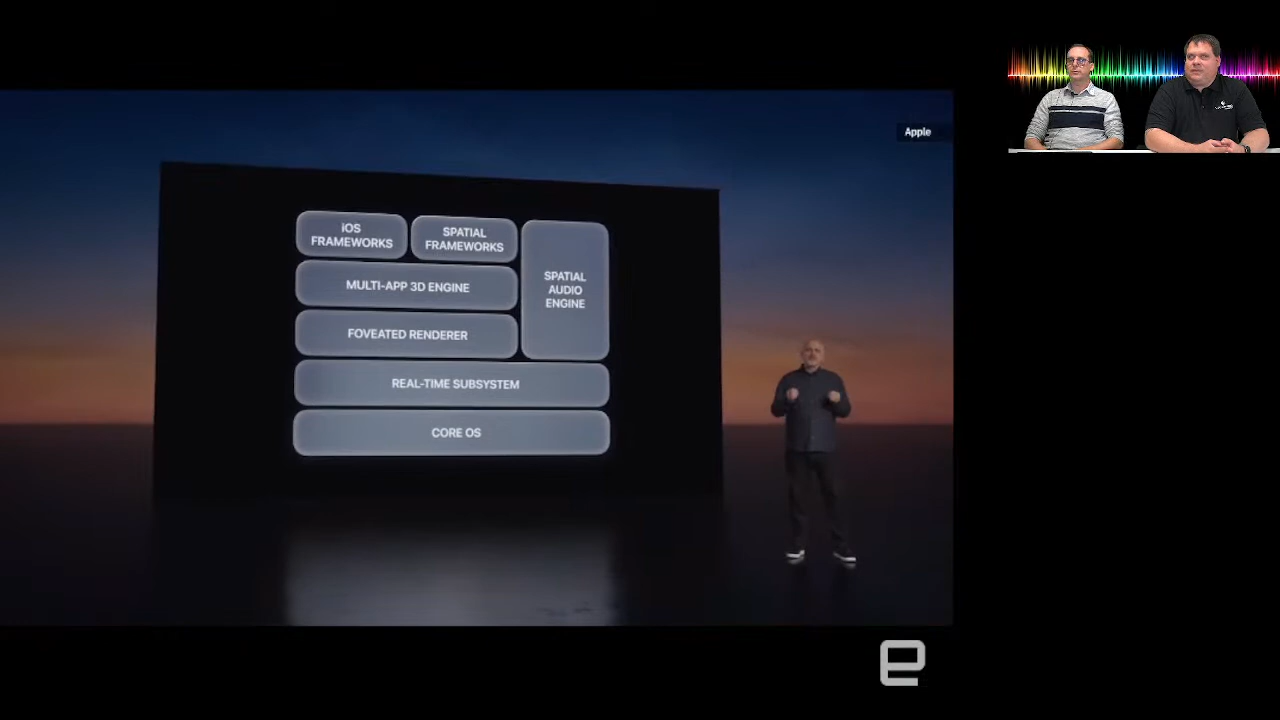 Apple
iOS
FRAMEWORKS
SPATIAL
FRAMEWORKS
SPATIAL
AUDIO
ENGINE
MULTI-APP 3D ENGINE
FOVEATED RENDERER
REAL-TIME SUBSYSTEM
CORE OS
e